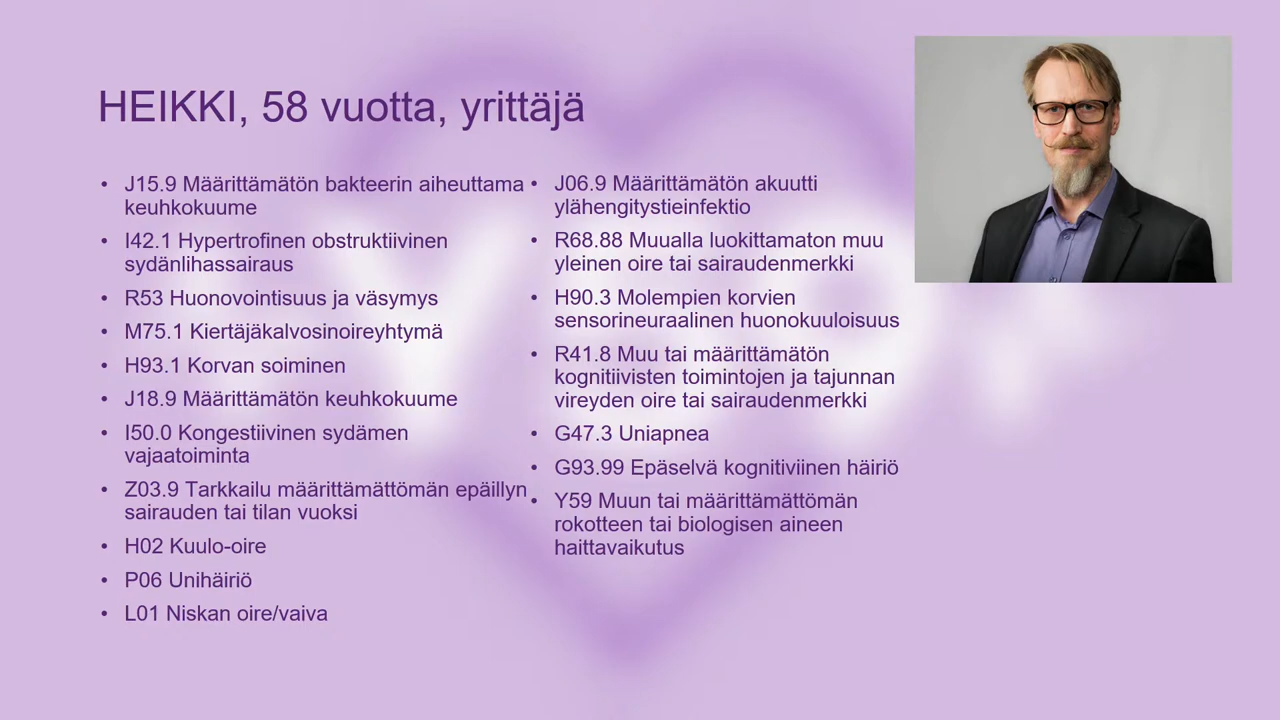 HEIKKI, 58 vuotta, yrittäjä
• J15.9 Määrittämätön bakteerin aiheuttama
keuhkokuume
• I42.1 Hypertrofinen obstruktiivinen
sydänlihassairaus
• R53 Huonovointisuus ja väsymys
• M75.1 Kiertäjäkalvosinoireyhtymä
• H93.1 Korvan soiminen
• J18.9 Määrittämätön keuhkokuume
• I50.0 Kongestiivinen sydämen
vajaatoiminta
• Z03.9 Tarkkailu määrittämättömän epäillyn
sairauden tai tilan vuoksi
• H02 Kuulo-oire
• P06 Unihäiriö
• L01 Niskan oire/vaiva
• J06.9 Määrittämätön akuutti
ylähengitystieinfektio
• R68.88 Muualla luokittamaton muu
yleinen oire tai sairaudenmerkki
• H90.3 Molempien korvien
sensorineuraalinen huonokuuloisuus
• R41.8 Muu tai määrittämätön
kognitiivisten toimintojen ja tajunnan
vireyden oire tai sairaudenmerkki
• G47.3 Uniapnea
• G93.99 Epäselvä kognitiviinen häiriö
• Y59 Muun tai määrittämättömän
rokotteen tai biologisen aineen
haittavaikutus